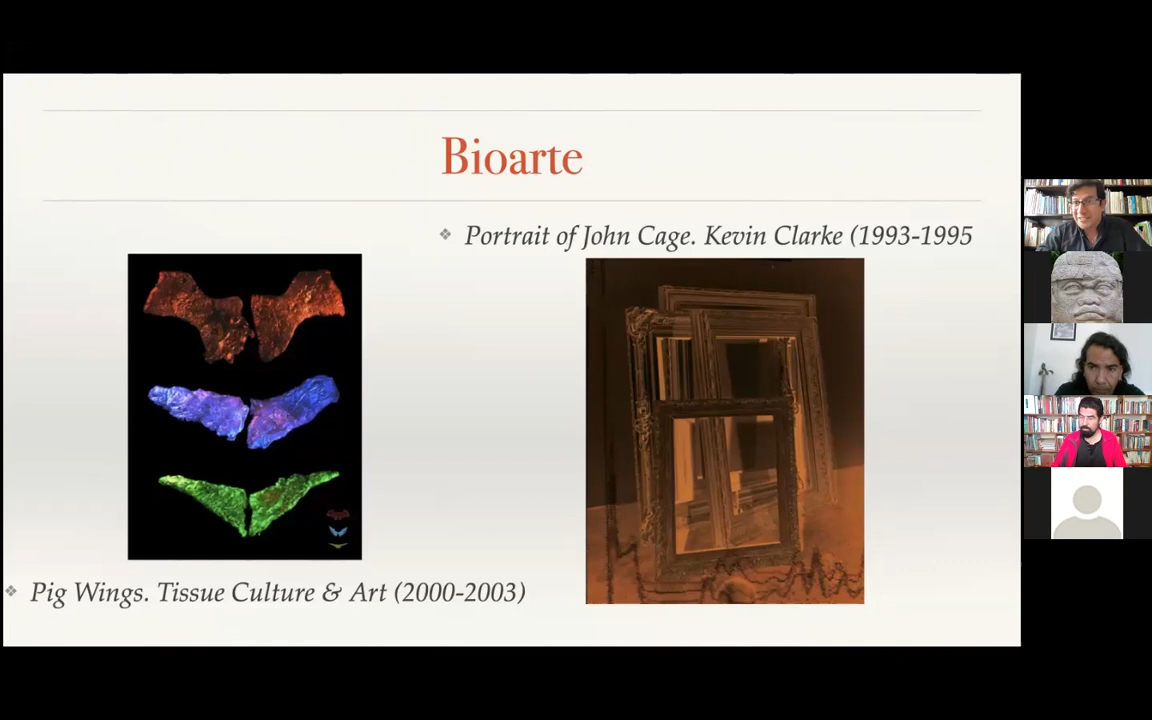 Bioarte
❖ Portrait of John Cage. Kevin Clarke (1993-1995
❖ Pig Wings. Tissue Culture & Art (2000-2003)